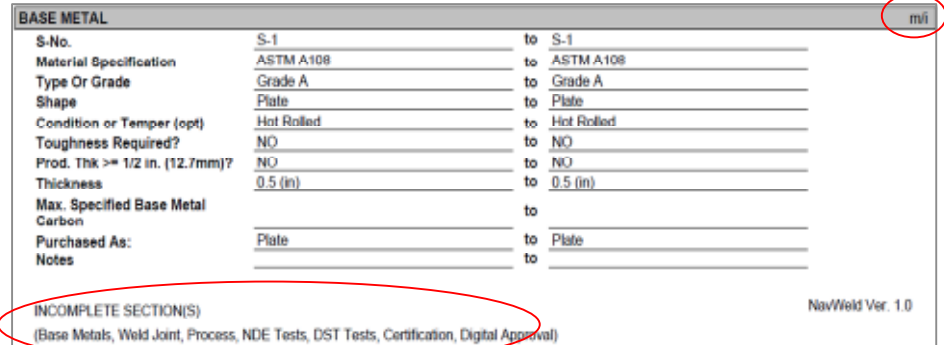 BASE METAL m/i
S-No. S-1 to S-1
Material Specification ASTM A108 to ASTM A108
Type Or Grade Grade A to Grade A
Shape Plate to Plate
Condition or Temper (opt) Hot Rolled to Hot Rolled
Toughness Required? NO to NO
Prod. Thk >= 1/2 in. (12.7mm)? NO to NO
Thickness 0.5 (in) to 0.5 (in)
Max. Specified Base Metal
Carbon to
Purchased As: Plate to Plate
Notes to
INCOMPLETE SECTION(S) NavWeld Ver. 1.0
(Base Metals, Weld Joint, Process, NDE Tests, DST Tests, Certification, Digital Approval)